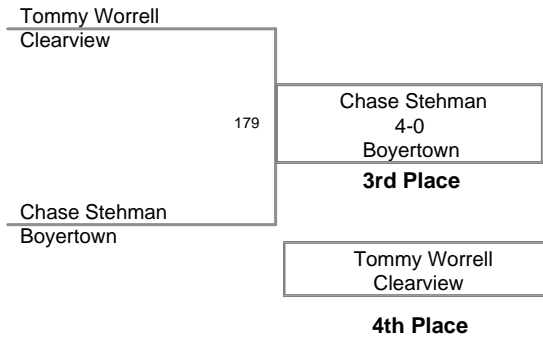 Tommy Worrell
Clearview
179
Chase Stehman
4-0
Boyertown
3rd Place
Chase Stehman
Boyertown
Tommy Worrell
Clearview
4th Place